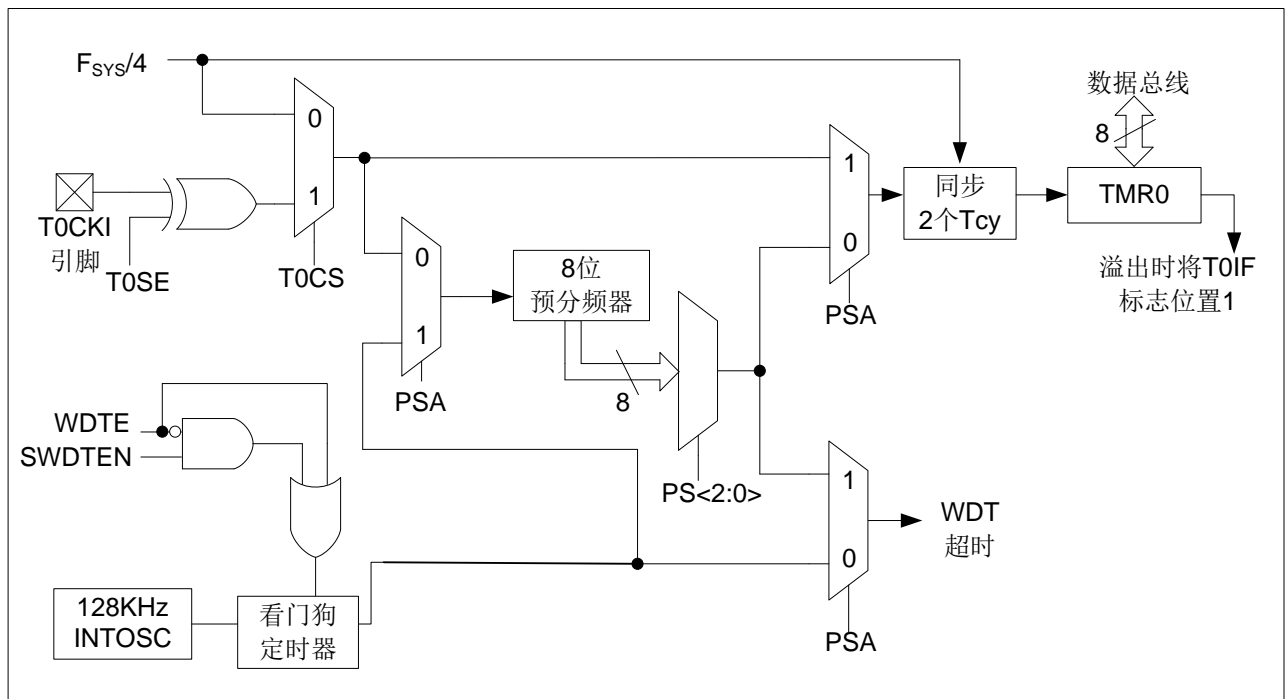 FSYS/4
数据总线
8
0
1
1
0
T0CKI
引脚
T0SE
T0CS
同步
2个Tcy
TMR0
溢出时将T0IF
标志位置1
PSA
0
1
PSA
8位
预分频器
8
PS<2:0>
WDTE
SWDTEN
1
0
WDT
超时
PSA
128KHz
INTOSC
看门狗
定时器